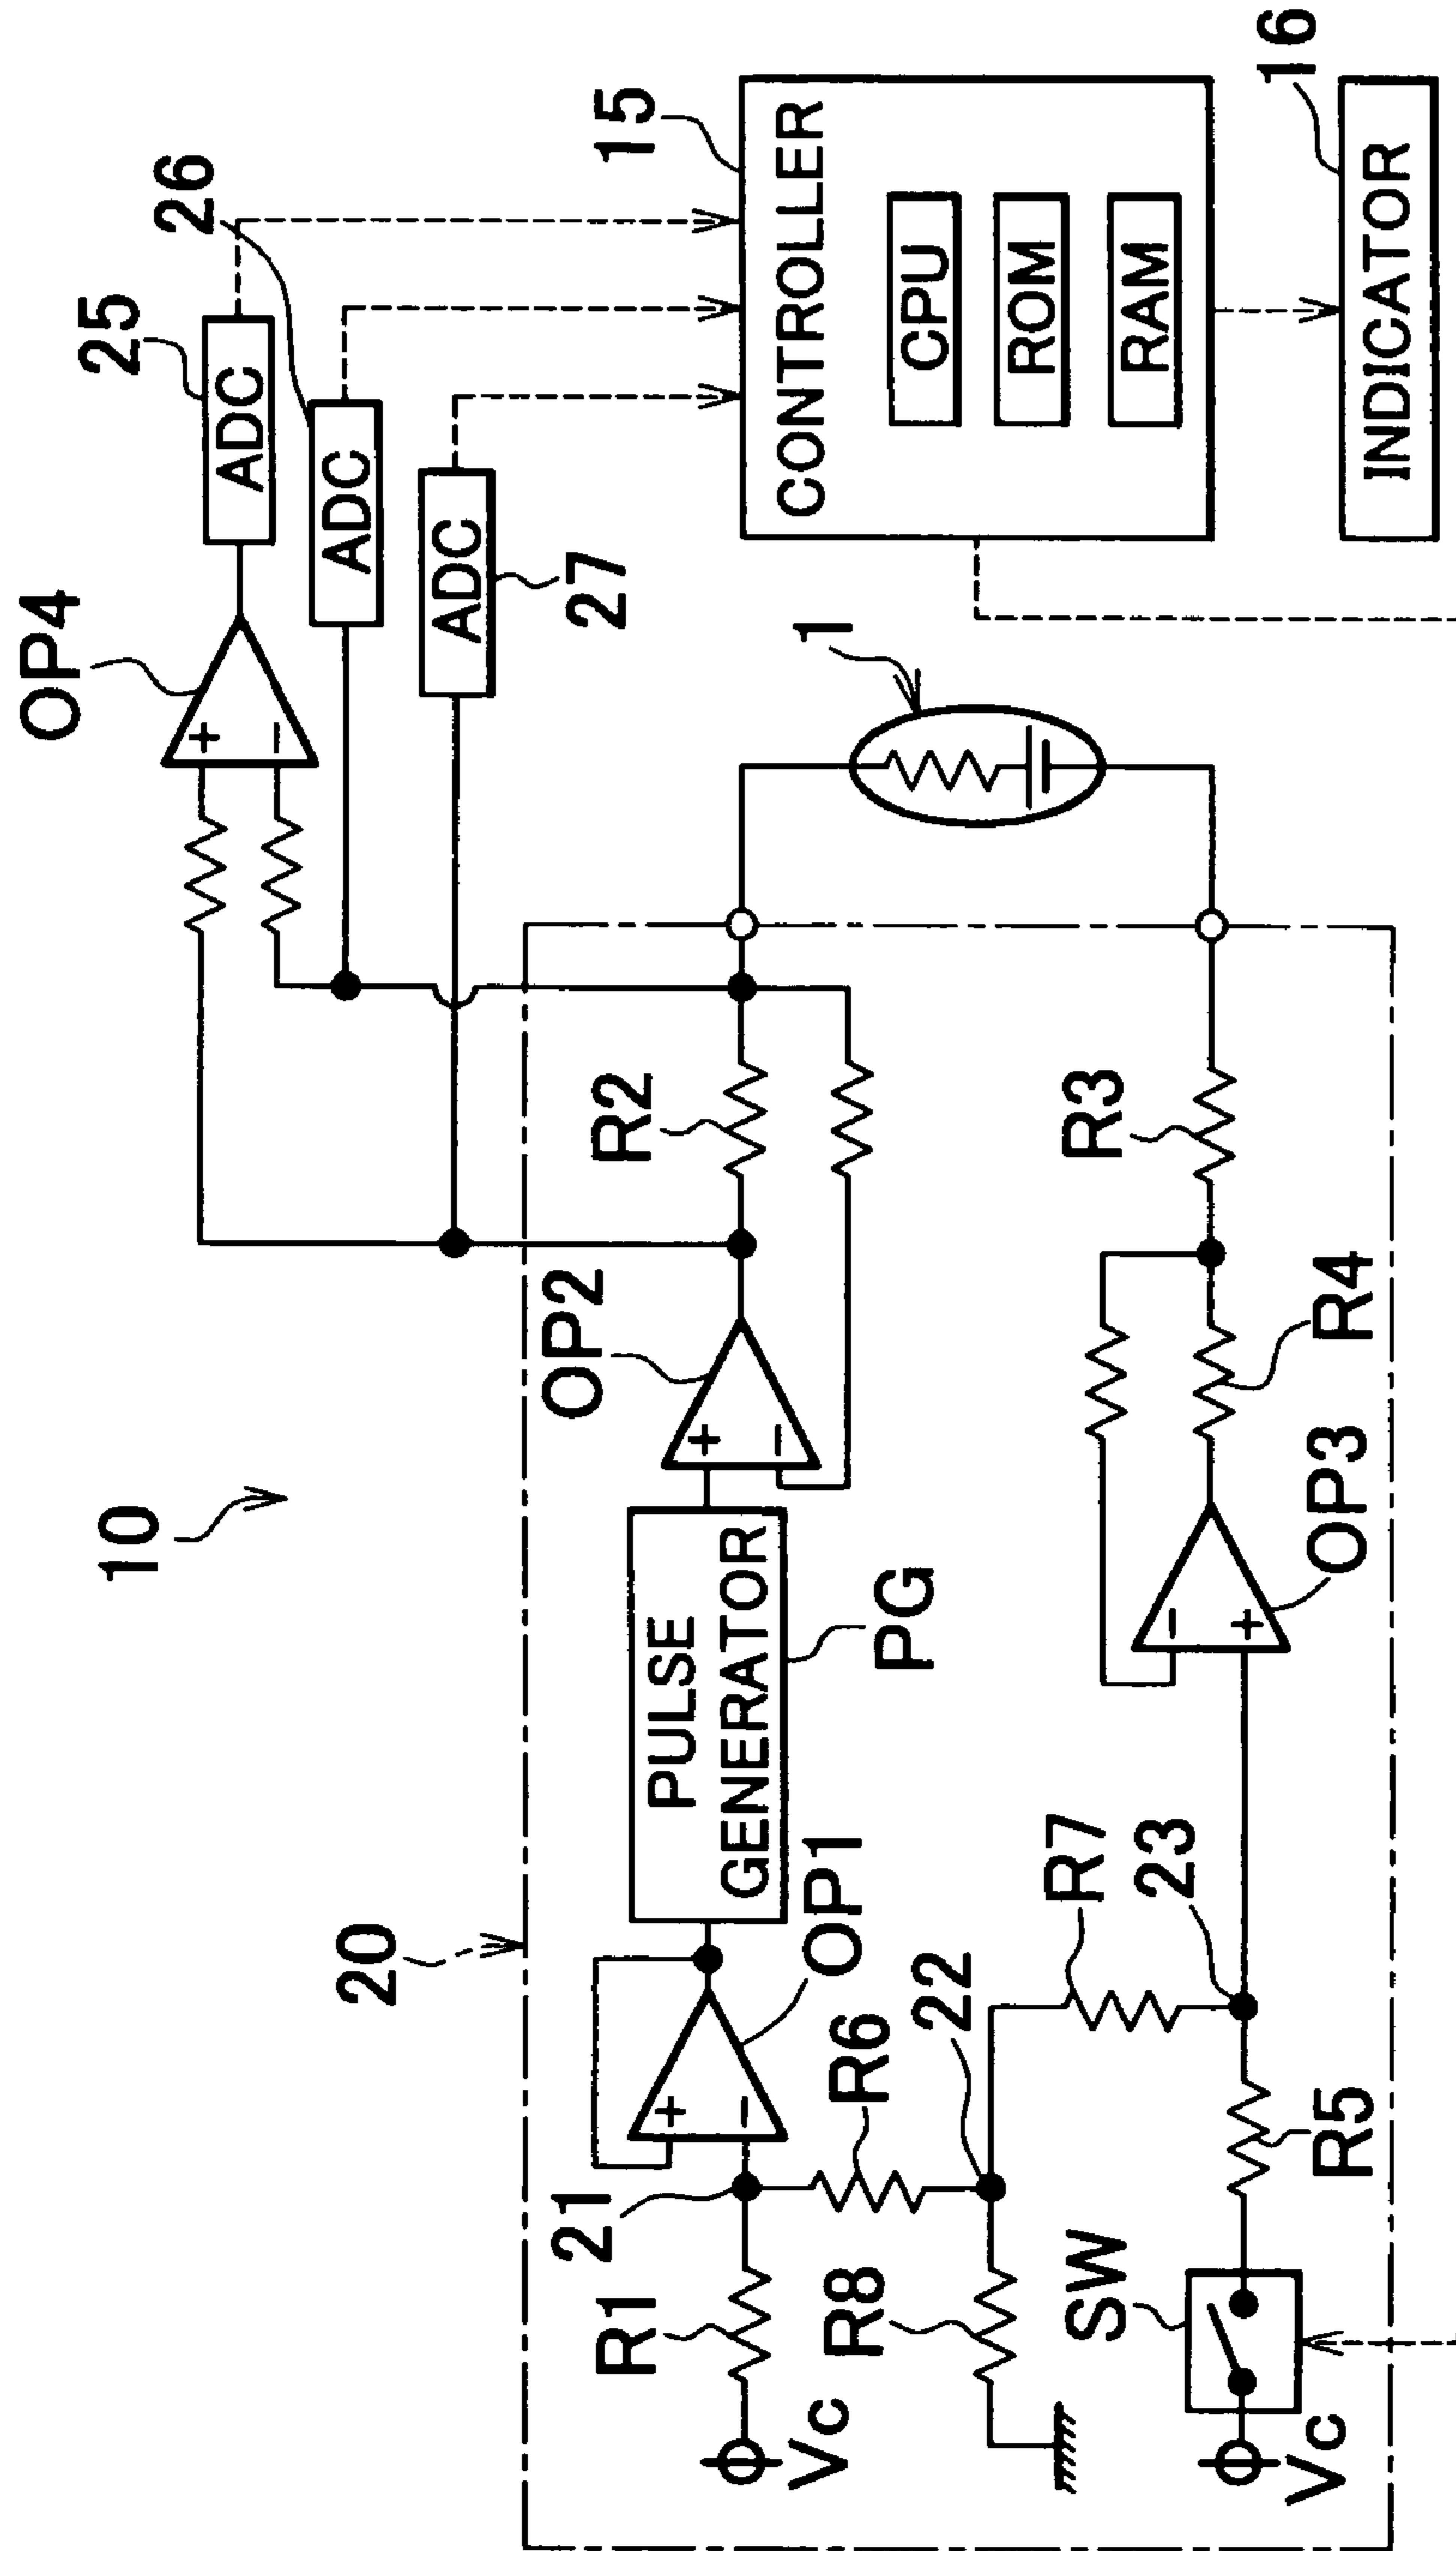 10
20
OP4
25
ADC
26
ADC
ADC
27
15
CONTROLLER
CPU
ROM
RAM
16
INDICATOR
1
R2
OP2
+
−
+
−
PULSE
GENERATOR
PG
OP1
+
−
21
R1
Vc
R6
22
R8
R7
23
R3
R4
OP3
−
+
R5
SW
Vc